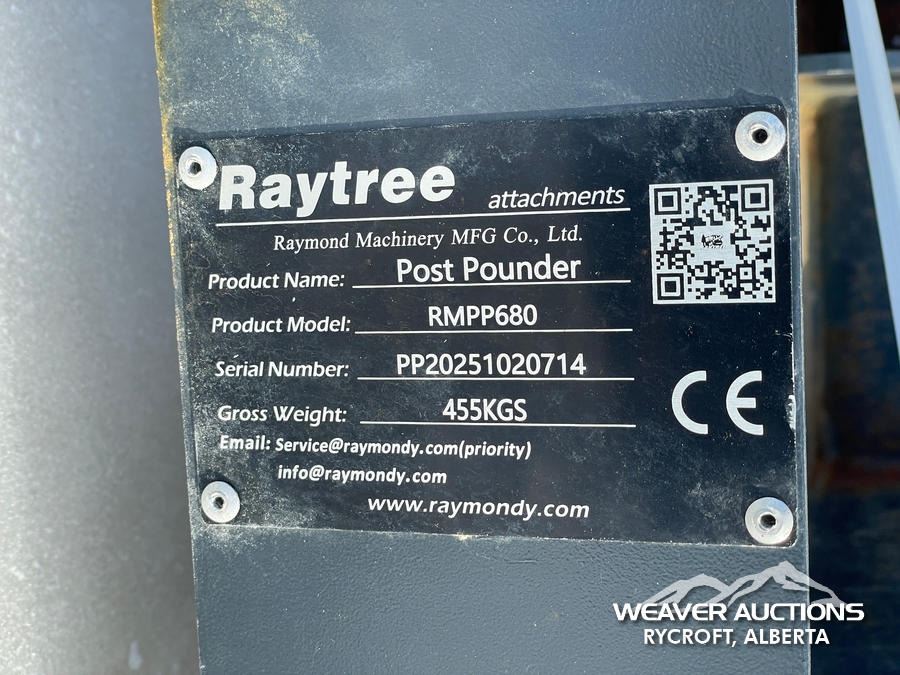 Raytree attachments
Raymond Machinery MFG Co., Ltd.
Product Name: Post Pounder
Product Model: RMPP680
Serial Number: PP20251020714
Gross Weight: 455KGS
Email: Service@raymondy.com(priority)
info@raymondy.com
www.raymondy.com
CE
WEAVER AUCTIONS
RYCROFT, ALBERTA